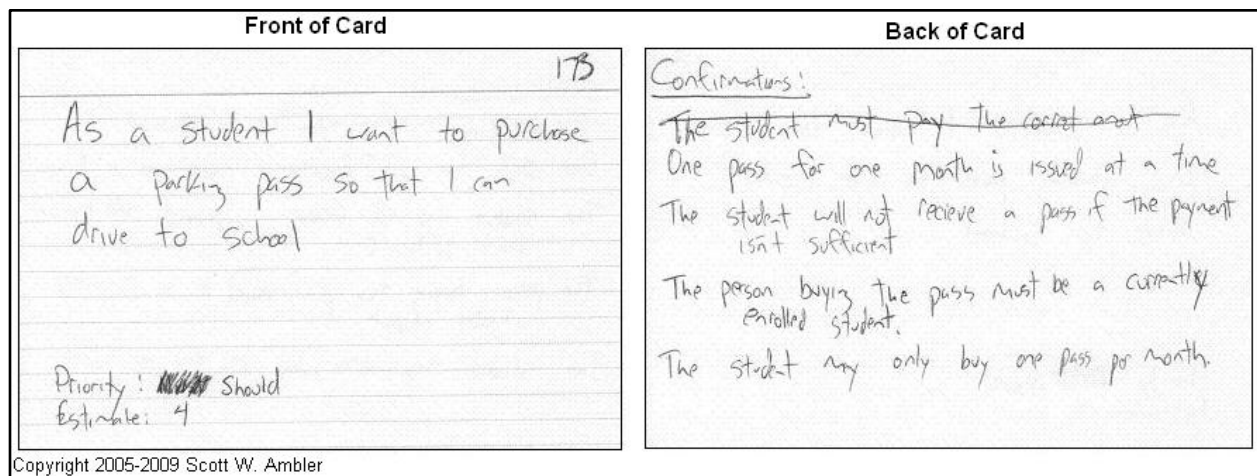 Front of Card
173
As a student I want to purchase
a parking pass so that I can
drive to school
Priority: Should
Estimate: 4
Back of Card
Confirmations:
The student must pay the corret amot
One pass for one month is issued at a time
The student will not recieve a pass if the payment
isn't sufficient
The person buying the pass must be a currently
enrolled student.
The student may only buy one pass per month.
Copyright 2005-2009 Scott W. Ambler